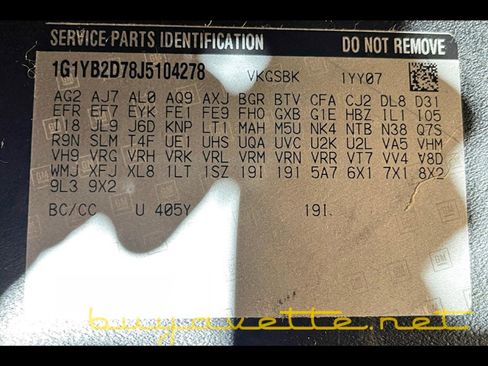 SERVICE PARTS IDENTIFICATION DO NOT REMOVE
1G1YB2D78J5104278 VKGSBK 1YY07
AG2 AJ7 AL0 AQ9 AXJ BGR BTV CFA CJ2 DL8 D31
EFR EF7 EYK FE1 FE9 FHO GXB G1E HBZ IL1 IO5
J18 JL9 J6D KNP LT1 MAH M5U NK4 NTB N38 Q7S
R9N SLM T4F UE1 UHS UQA UVC U2K U2L VA5 VHM
VH9 VRG VRH VRK VRL VRM VRN VRR VT7 VV4 V8D
WMJ XFJ XL8 1LT 1SZ 19I 191 5A7 6X1 7X1 8X2
9L3 9X2
BC/CC U 405Y 19I
buyavette.net